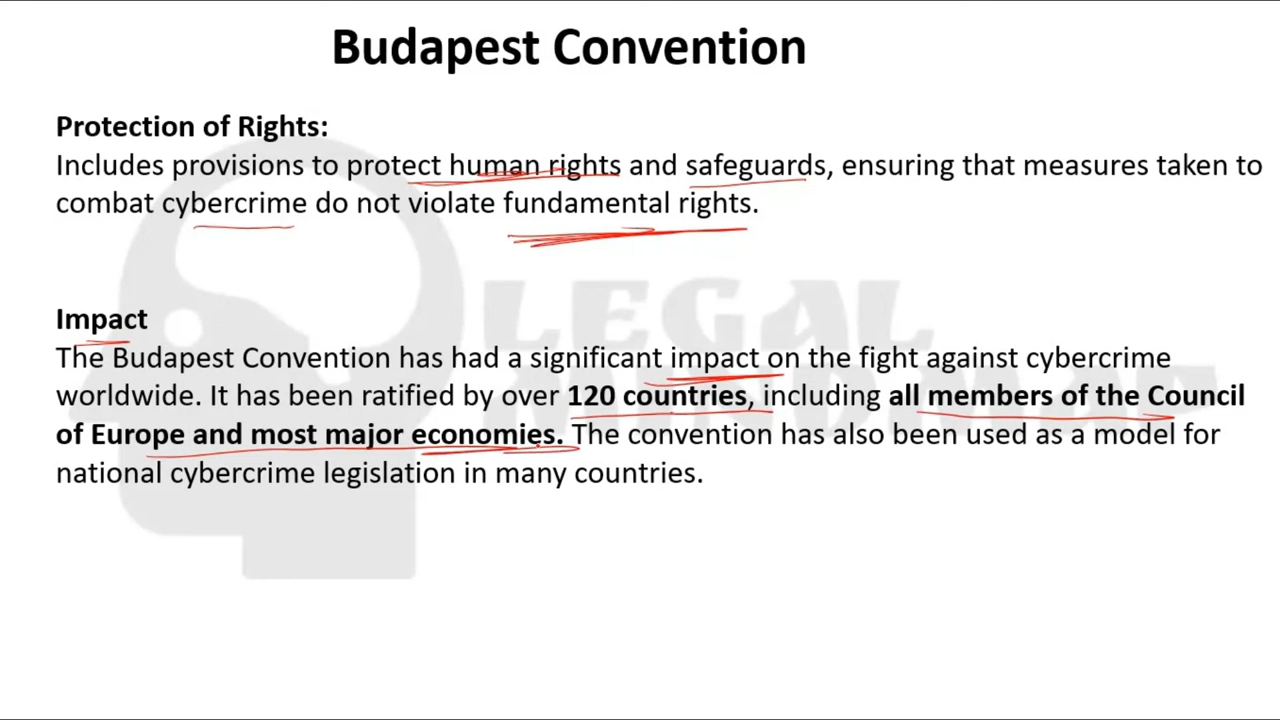 Budapest Convention
Protection of Rights:
Includes provisions to protect human rights and safeguards, ensuring that measures taken to
combat cybercrime do not violate fundamental rights.
LEGAL
Impact
The Budapest Convention has had a significant impact on the fight against cybercrime
worldwide. It has been ratified by over 120 countries, including all members of the Council
of Europe and most major economies. The convention has also been used as a model for
national cybercrime legislation in many countries.